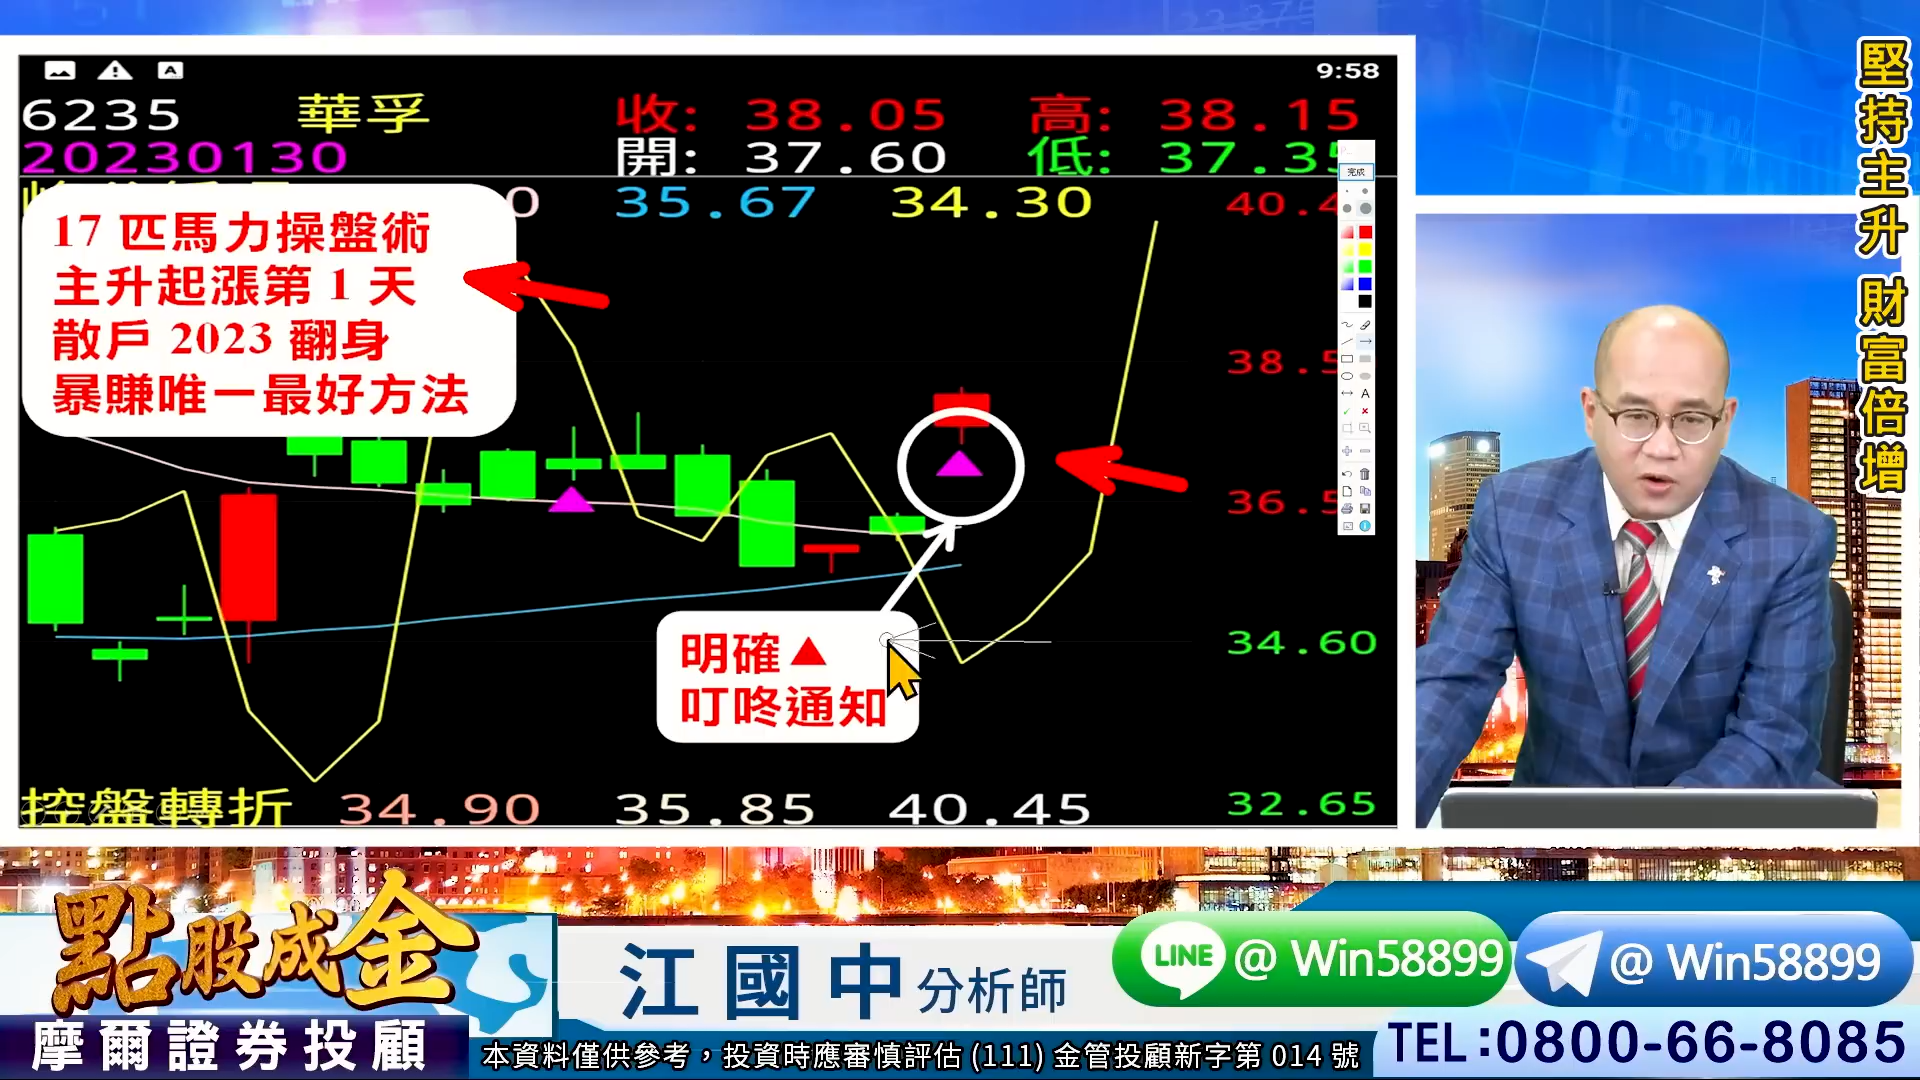 9:58
6235 華孚 收: 38.05 高: 38.15
20230130 開: 37.60 低: 37.35
0 35.67 34.30 40.4
17 匹馬力操盤術
主升起漲第 1 天
散戶 2023 翻身
暴賺唯一最好方法
完成
38.5
36.5
34.60
明確▲
叮咚通知
控盤轉折 34.90 35.85 40.45 32.65
堅持主升 財富倍增
點股成金
摩爾證券投顧
江國中 分析師
LINE @ Win58899
@ Win58899
TEL:0800-66-8085
本資料僅供參考，投資時應審慎評估 (111) 金管投顧新字第 014 號